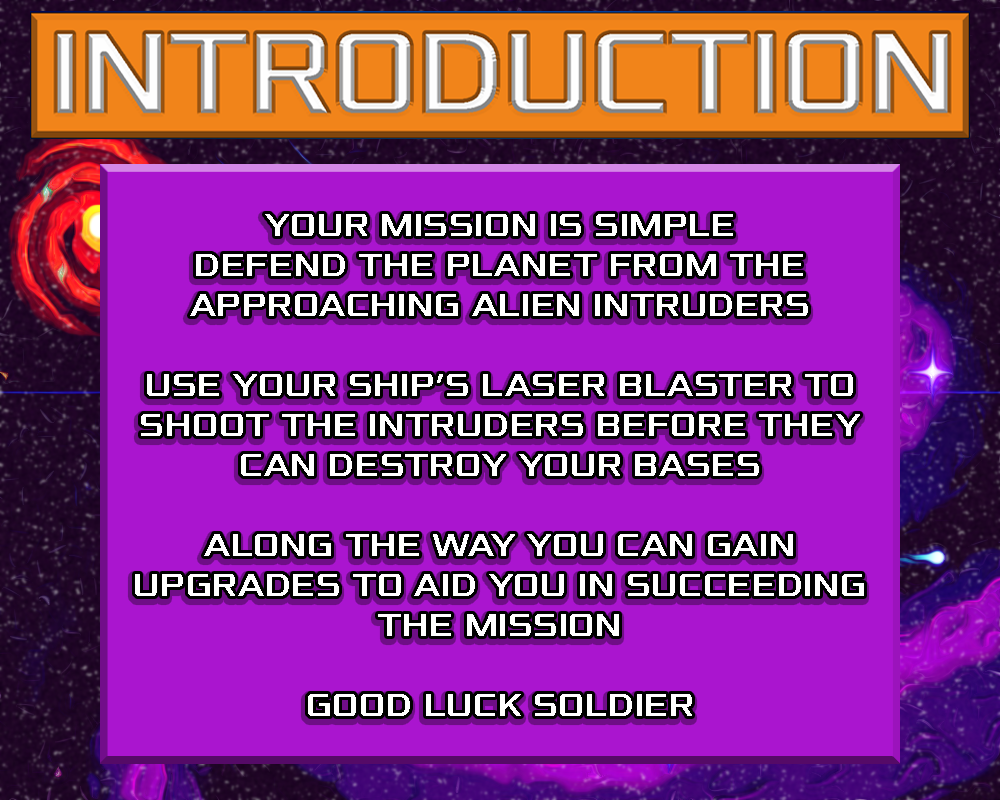 INTRODUCTION
YOUR MISSION IS SIMPLE
DEFEND THE PLANET FROM THE
APPROACHING ALIEN INTRUDERS
USE YOUR SHIP’S LASER BLASTER TO
SHOOT THE INTRUDERS BEFORE THEY
CAN DESTROY YOUR BASES
ALONG THE WAY YOU CAN GAIN
UPGRADES TO AID YOU IN SUCCEEDING
THE MISSION
GOOD LUCK SOLDIER